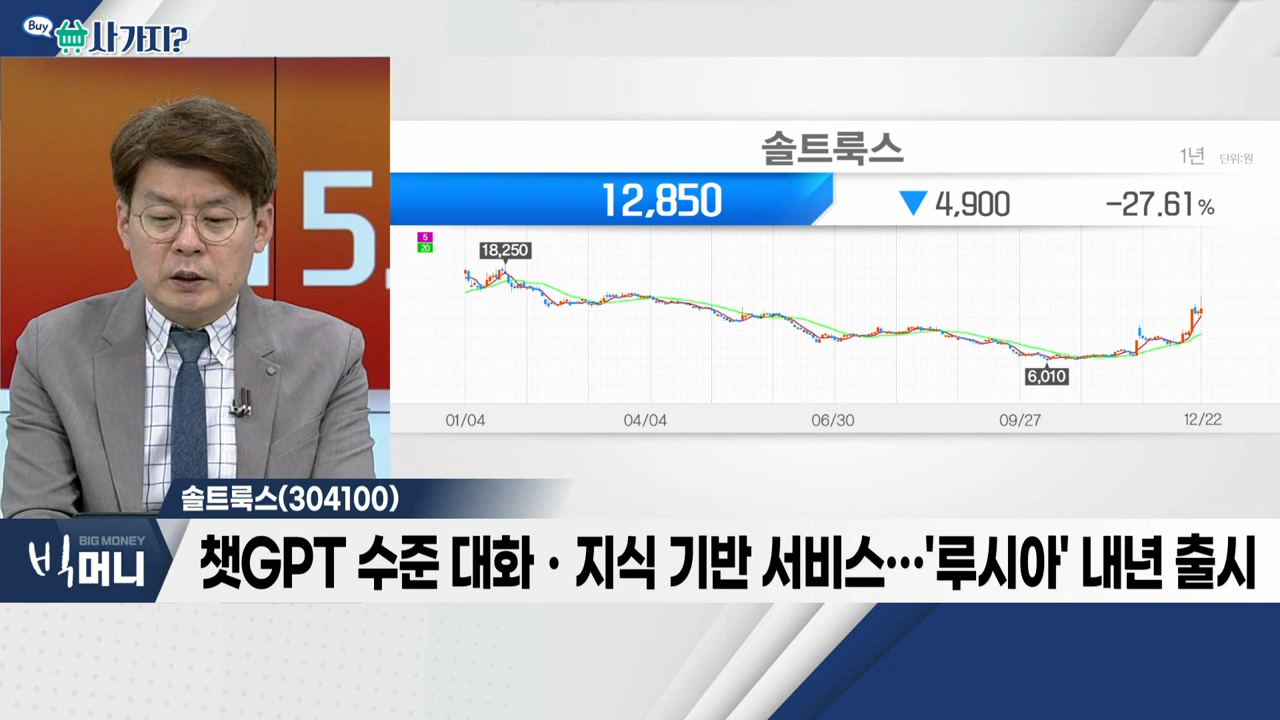 Buy 사가지?
15.
솔트룩스
1년 단위:원
12,850 ▼ 4,900 -27.61%
5
20
18,250
6,010
01/04 04/04 06/30 09/27 12/22
솔트룩스(304100)
BIG MONEY
빅머니
챗GPT 수준 대화·지식 기반 서비스…'루시아' 내년 출시